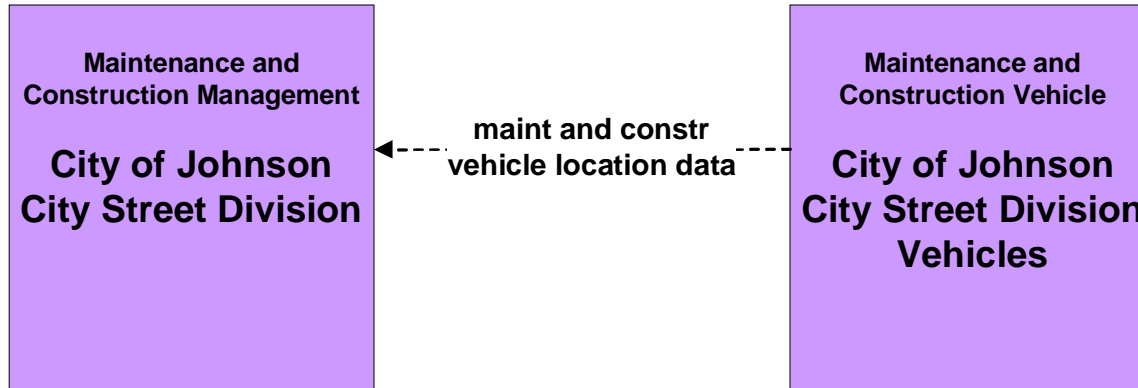 Maintenance and
Construction Management
City of Johnson
City Street Division
maint and constr
vehicle location data
Maintenance and
Construction Vehicle
City of Johnson
City Street Division
Vehicles